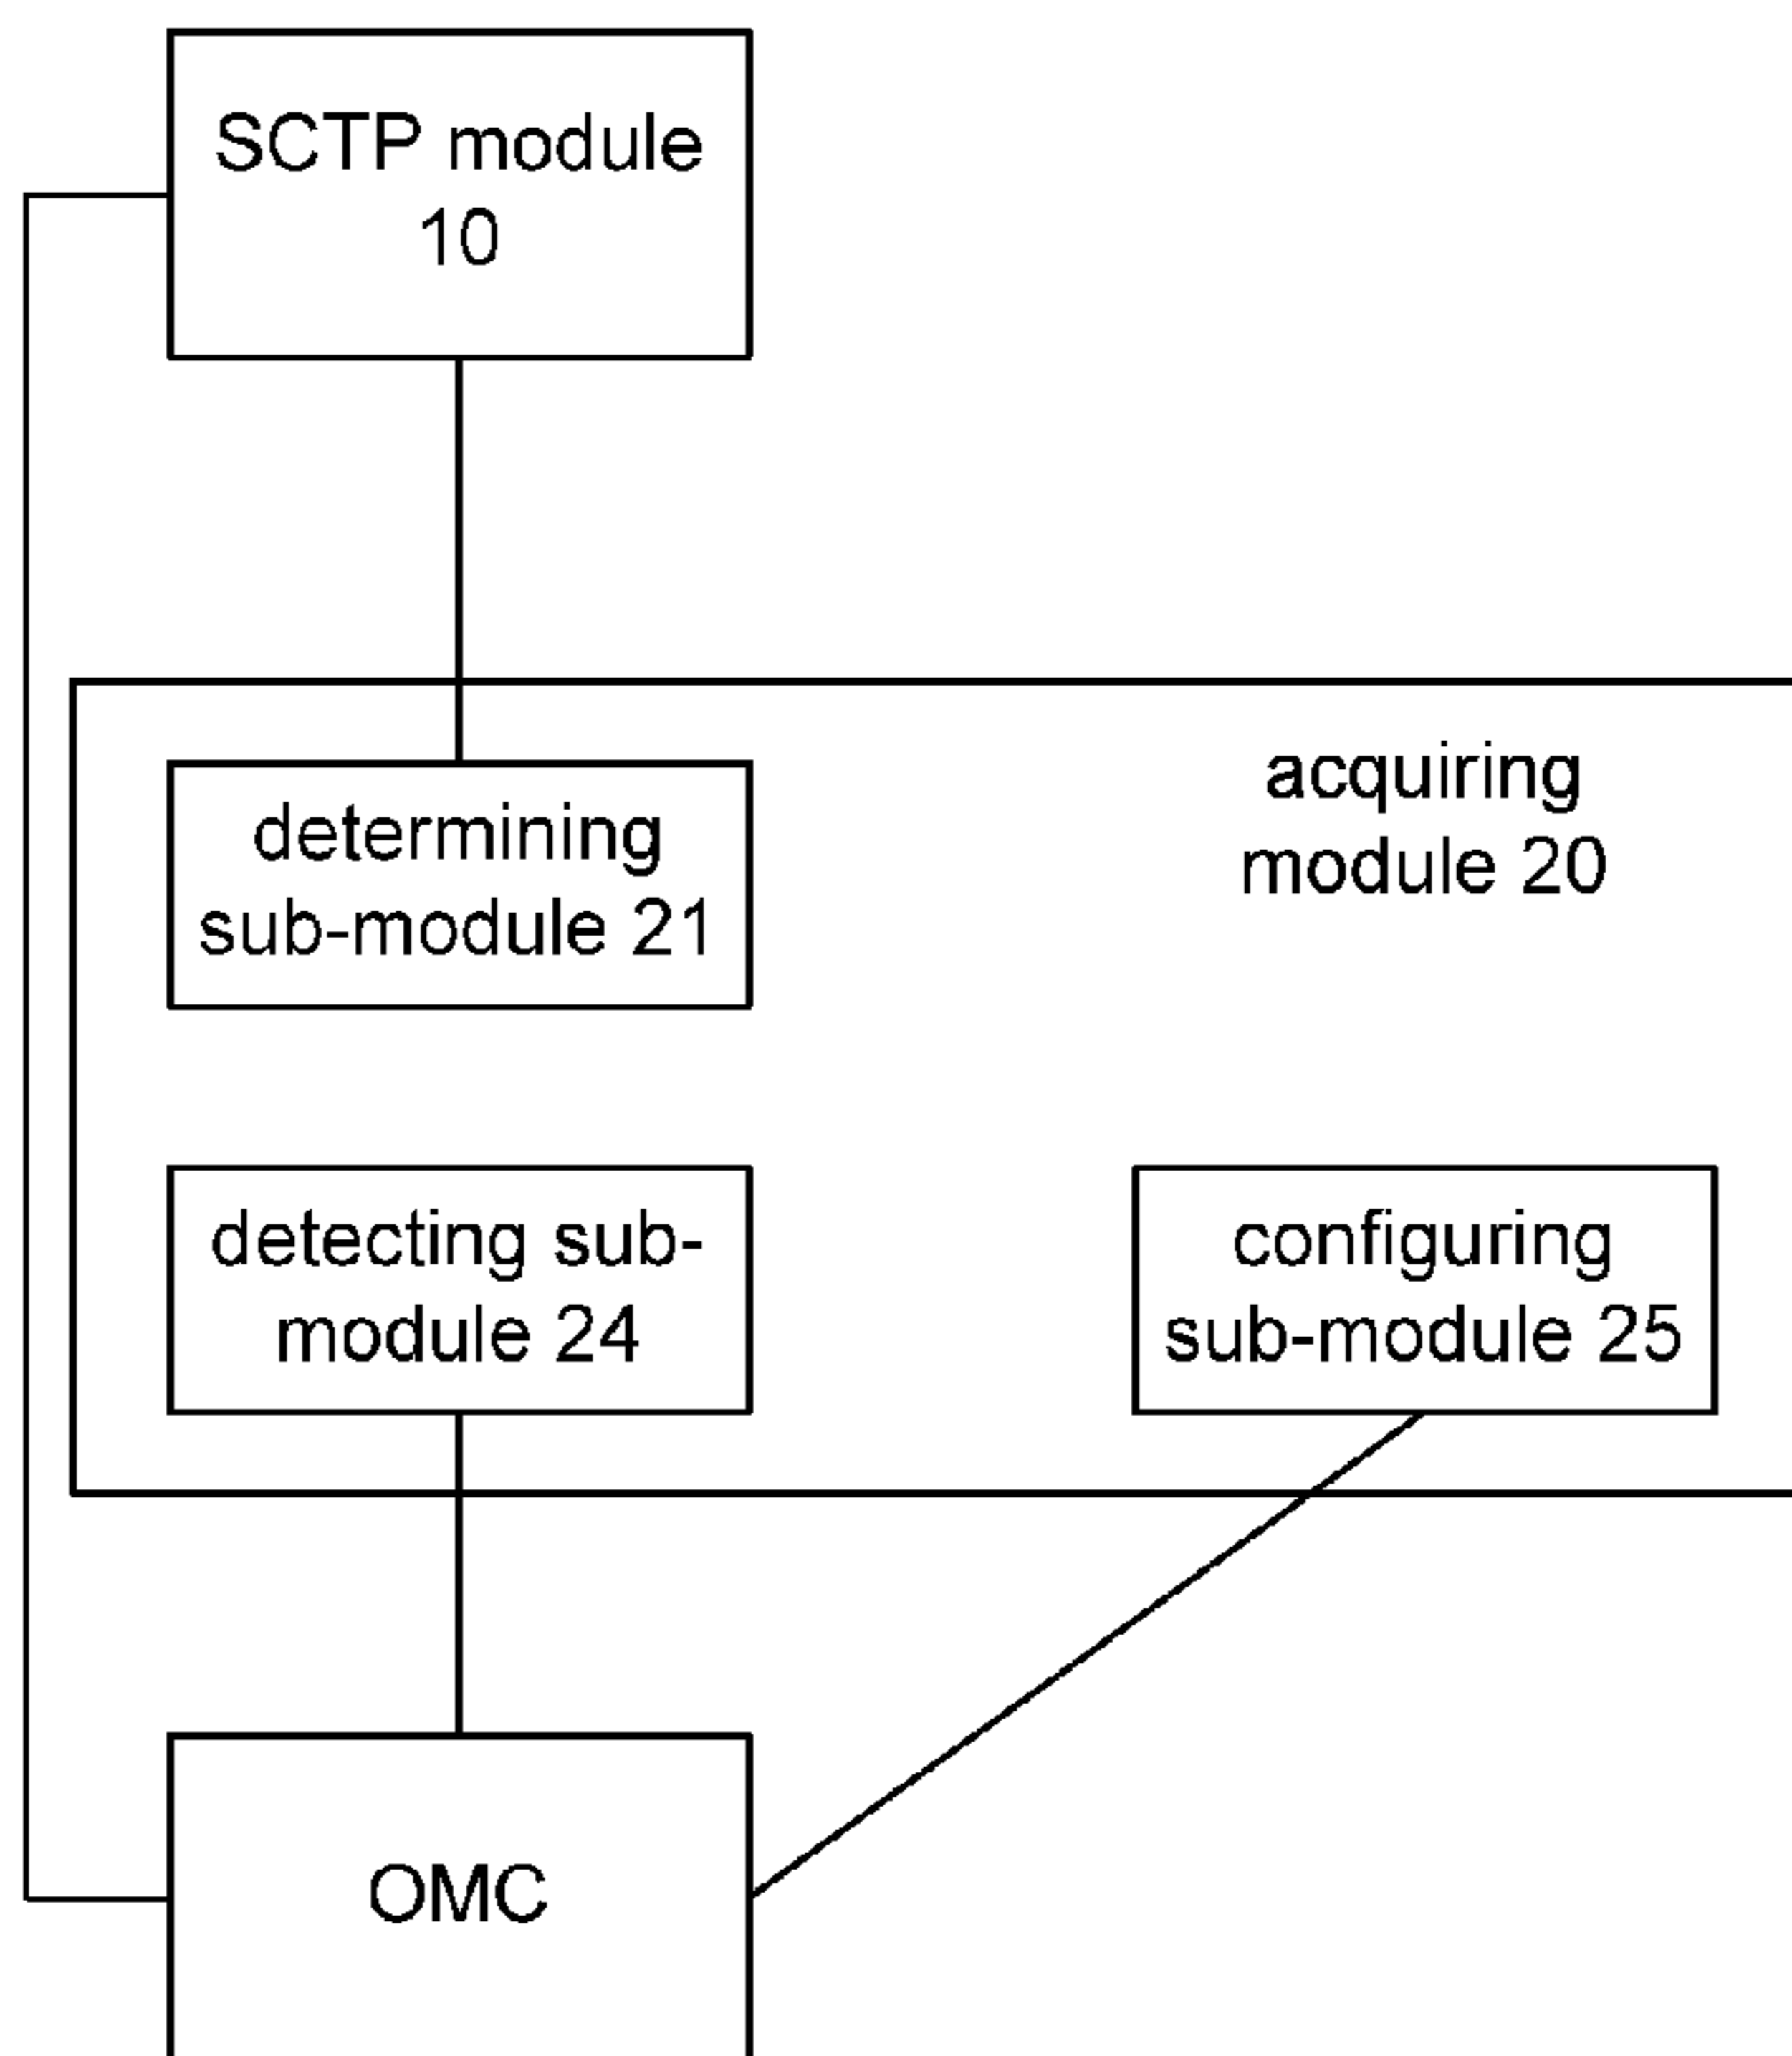 SCTP module
10
determining
sub-module 21
acquiring
module 20
detecting sub-
module 24
configuring
sub-module 25
OMC